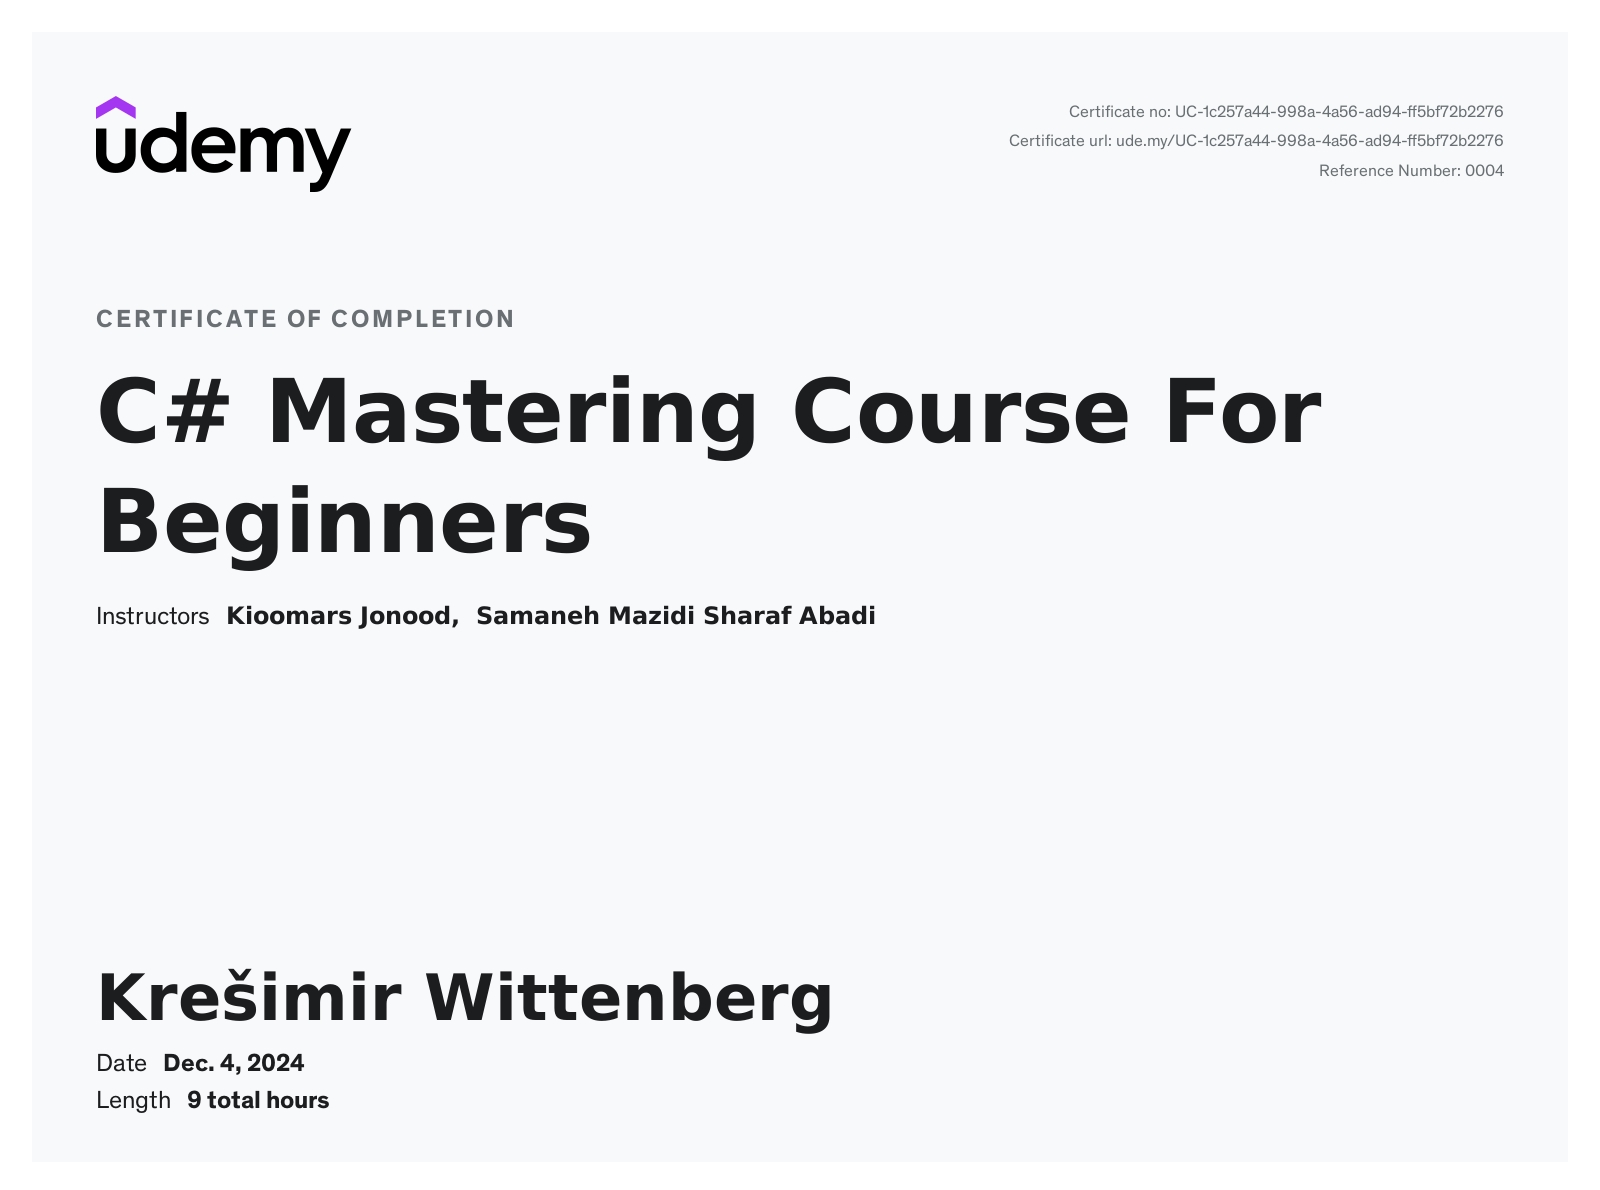 udemy
Certificate no: UC-1c257a44-998a-4a56-ad94-ff5bf72b2276
Certificate url: ude.my/UC-1c257a44-998a-4a56-ad94-ff5bf72b2276
Reference Number: 0004
CERTIFICATE OF COMPLETION
C# Mastering Course For
Beginners
Instructors Kioomars Jonood, Samaneh Mazidi Sharaf Abadi
Krešimir Wittenberg
Date Dec. 4, 2024
Length 9 total hours